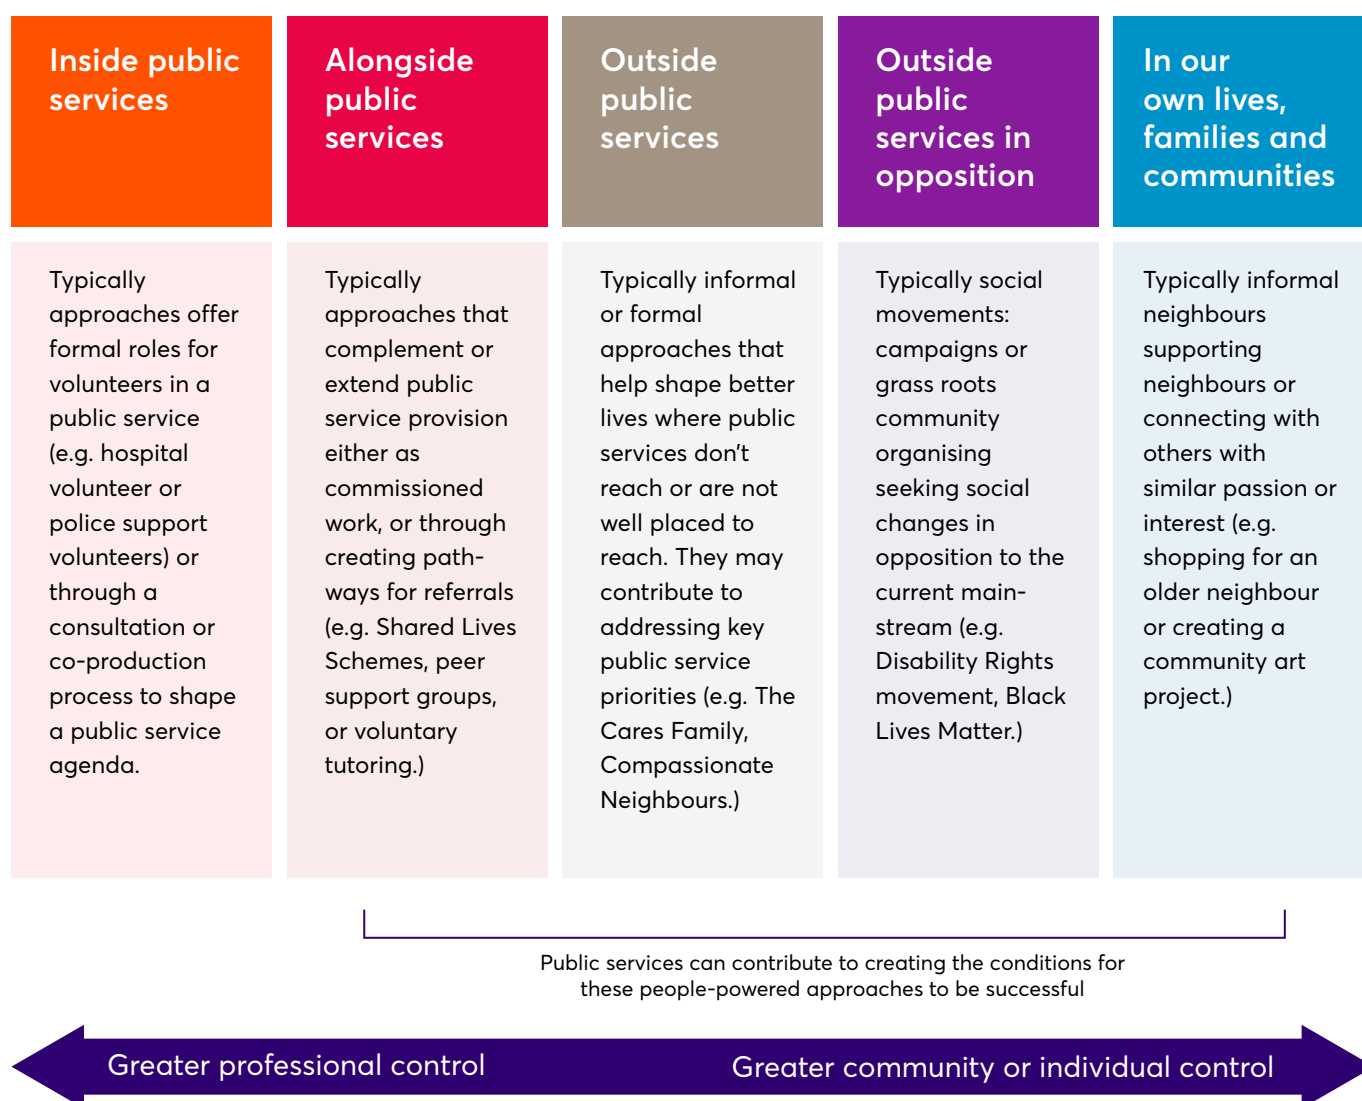 Inside public
services
Typically
approaches offer
formal roles for
volunteers in a
public service
(e.g. hospital
volunteer or
police support
volunteers) or
through a
consultation or
co-production
process to shape
a public service
agenda.
Alongside
public
services
Typically
approaches that
complement or
extend public
service provision
either as
commissioned
work, or through
creating path-
ways for referrals
(e.g. Shared Lives
Schemes, peer
support groups,
or voluntary
tutoring.)
Outside
public
services
Typically informal
or formal
approaches that
help shape better
lives where public
services don't
reach or are not
well placed to
reach. They may
contribute to
addressing key
public service
priorities (e.g. The
Cares Family,
Compassionate
Neighbours.)
Outside
public
services in
opposition
Typically social
movements:
campaigns or
grass roots
community
organising
seeking social
changes in
opposition to the
current main-
stream (e.g.
Disability Rights
movement, Black
Lives Matter.)
In our
own lives,
families and
communities
Typically informal
neighbours
supporting
neighbours or
connecting with
others with
similar passion or
interest (e.g.
shopping for an
older neighbour
or creating a
community art
project.)
Public services can contribute to creating the conditions for
these people-powered approaches to be successful
Greater professional control
Greater community or individual control